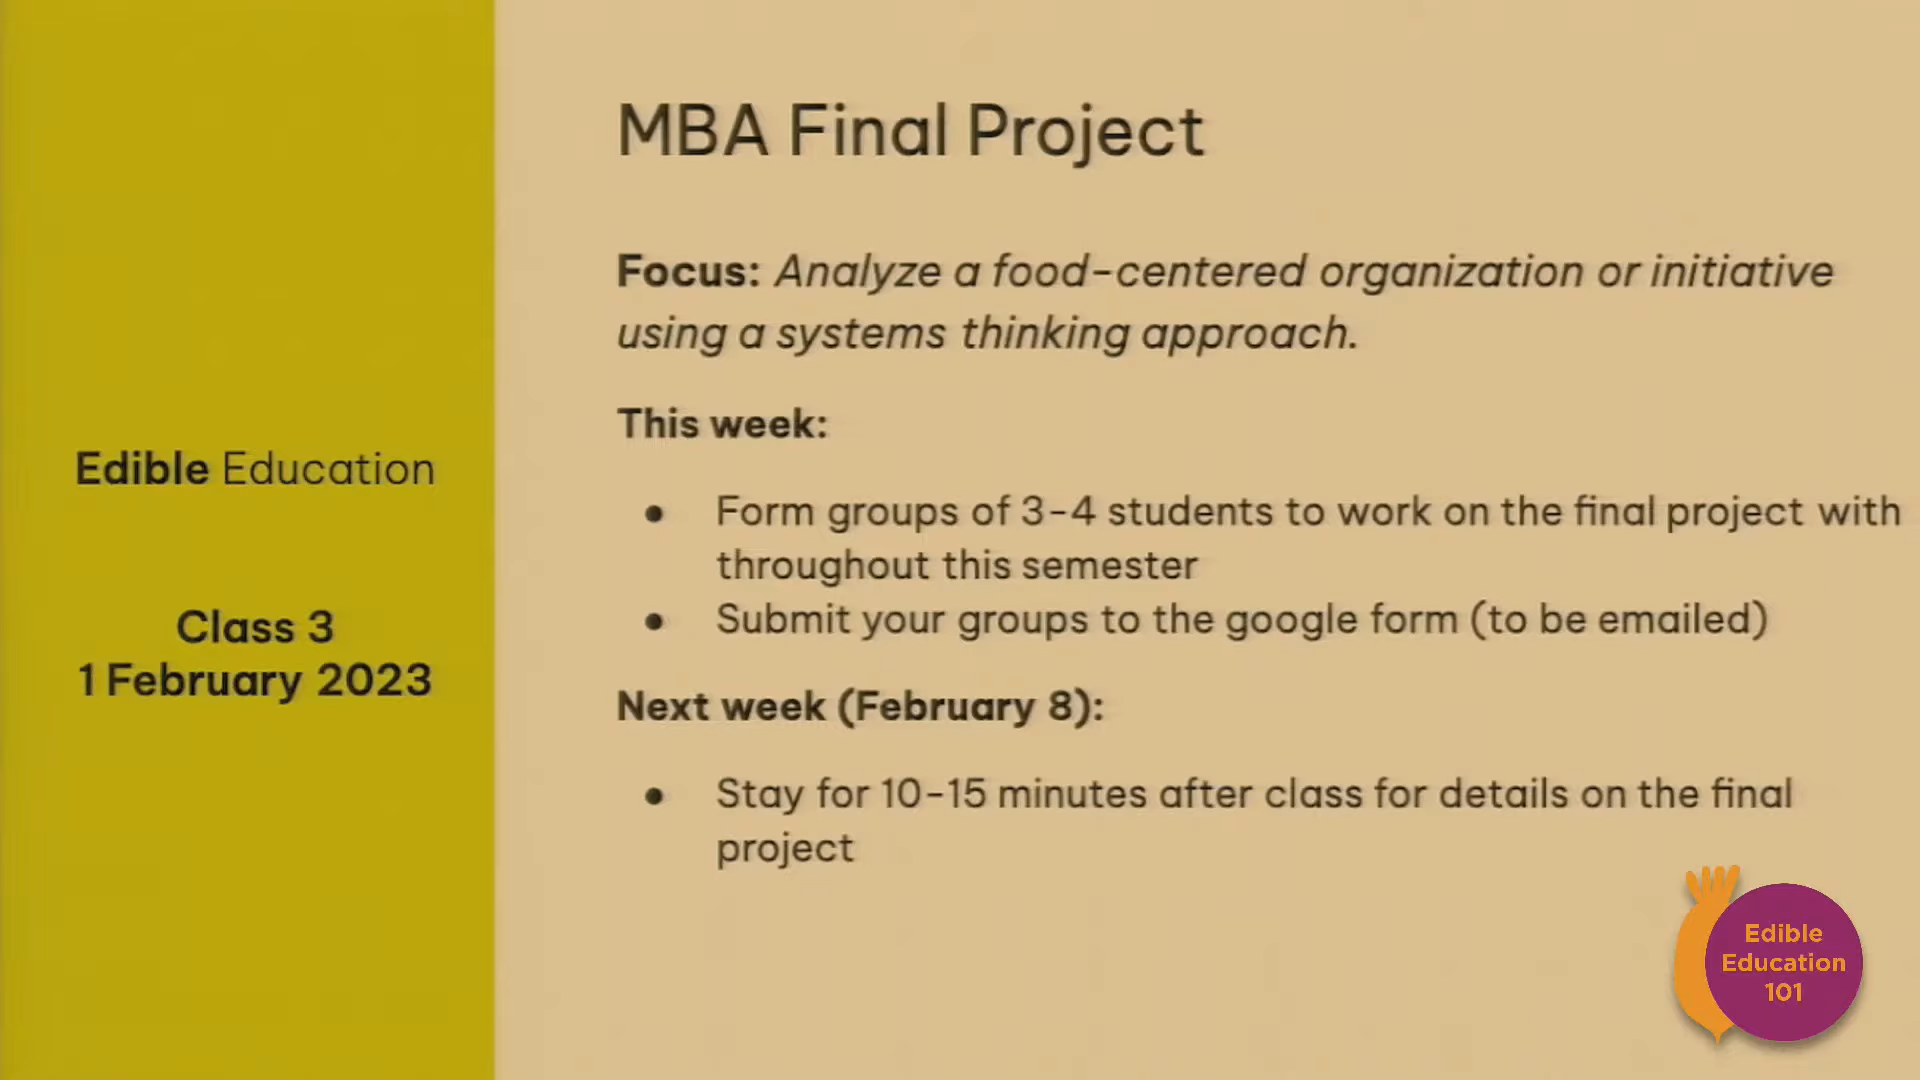 Edible Education
Class 3
1 February 2023
MBA Final Project
Focus: Analyze a food-centered organization or initiative
using a systems thinking approach.
This week:
● Form groups of 3-4 students to work on the final project with
throughout this semester
● Submit your groups to the google form (to be emailed)
Next week (February 8):
● Stay for 10-15 minutes after class for details on the final
project
Edible
Education
101